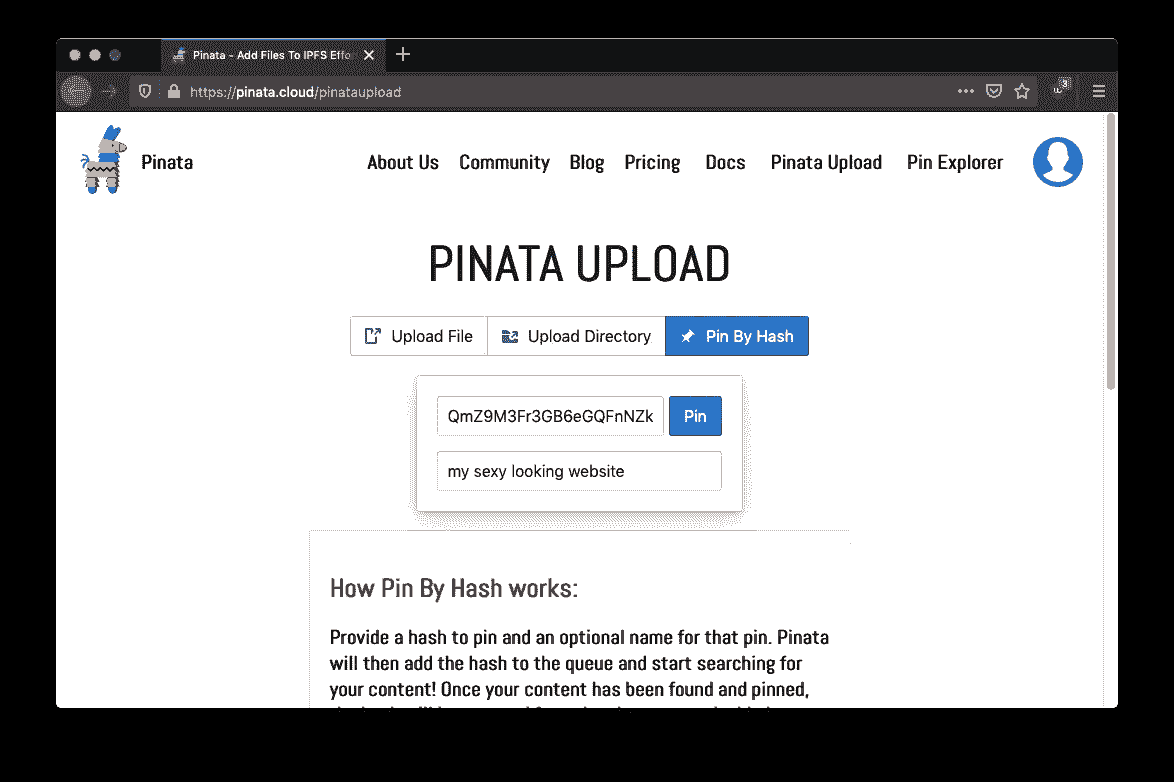 Pinata - Add Files To IPFS Effo
https://pinata.cloud/pinataupload
3
Pinata
About Us Community Blog Pricing Docs Pinata Upload Pin Explorer
PINATA UPLOAD
Upload File Upload Directory Pin By Hash
QmZ9M3Fr3GB6eGQFnNZk Pin
my sexy looking website
How Pin By Hash works:
Provide a hash to pin and an optional name for that pin. Pinata
will then add the hash to the queue and start searching for
your content! Once your content has been found and pinned,